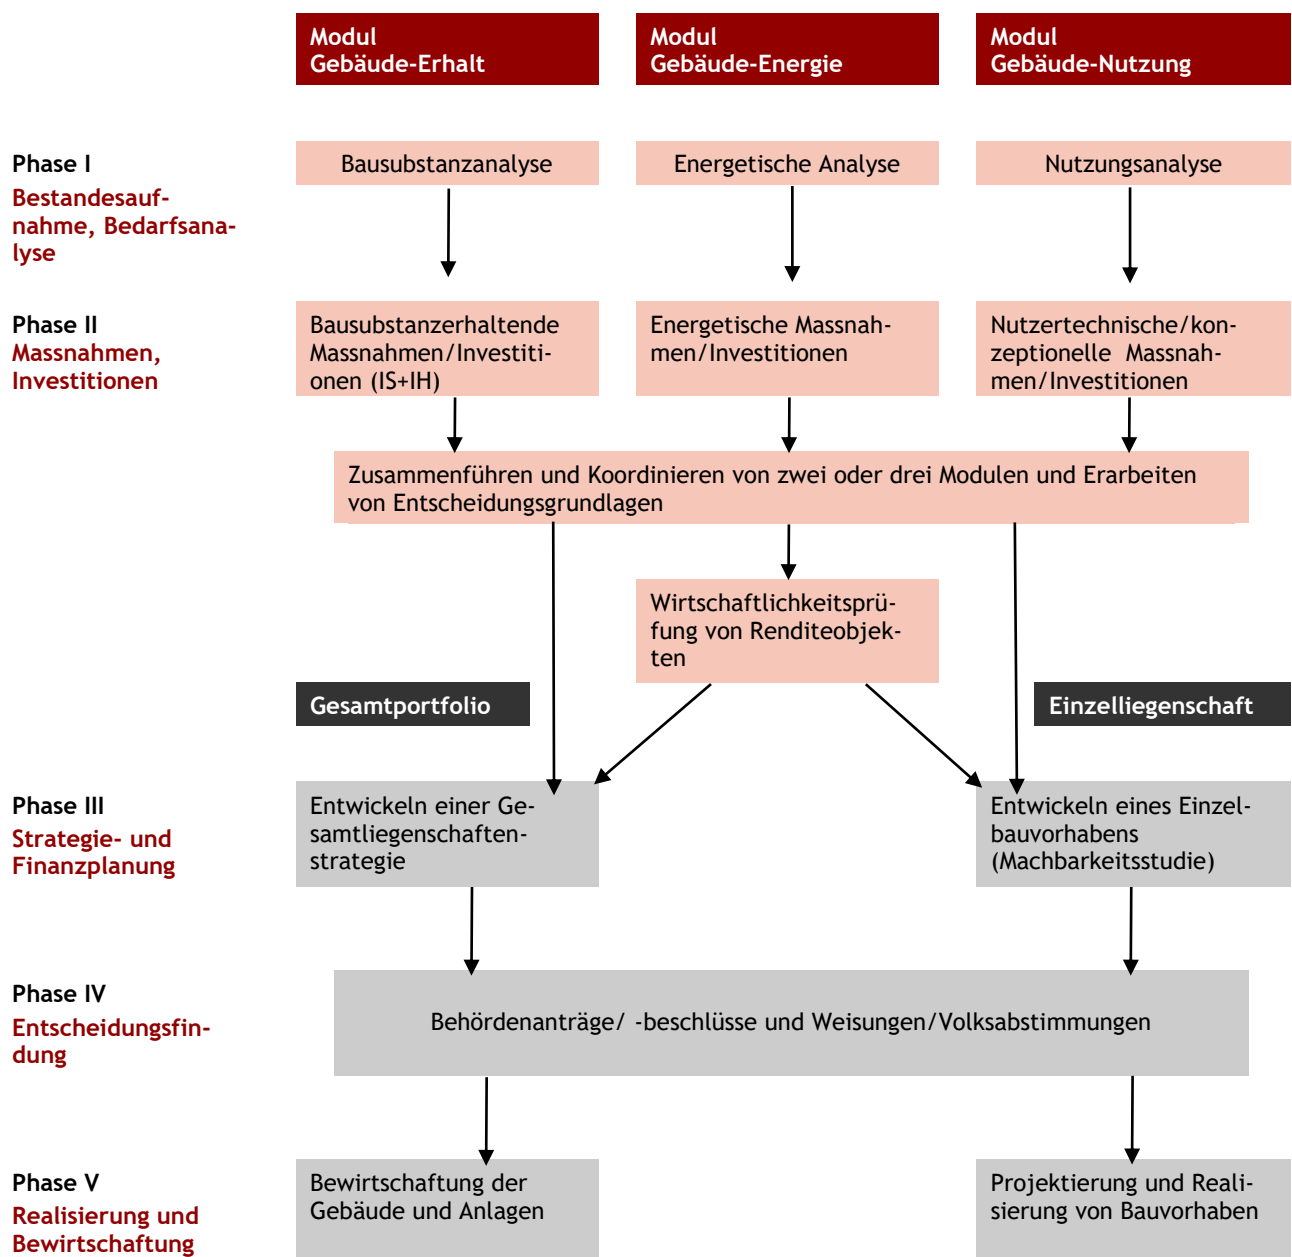 Modul
Gebäude-Erhalt
Modul
Gebäude-Energie
Modul
Gebäude-Nutzung
Phase I
Bestandesauf-
nahme, Bedarfsana-
lyse
Bausubstanzanalyse
Energetische Analyse
Nutzungsanalyse
Phase II
Massnahmen,
Investitionen
Bausubstanzerhaltende
Massnahmen/Investiti-
onen (IS+IH)
Energetische Massnah-
men/Investitionen
Nutzertechnische/kon-
zeptionelle Massnah-
men/Investitionen
Zusammenführen und Koordinieren von zwei oder drei Modulen und Erarbeiten
von Entscheidungsgrundlagen
Wirtschaftlichkeitsprü-
fung von Renditeobjek-
ten
Gesamtportfolio
Einzelliegenschaft
Phase III
Strategie- und
Finanzplanung
Entwickeln einer Ge-
samtliegenschaften-
strategie
Entwickeln eines Einzel-
bauvorhabens
(Machbarkeitsstudie)
Phase IV
Entscheidungsfin-
dung
Behördenanträge/ -beschlüsse und Weisungen/Volksabstimmungen
Phase V
Realisierung und
Bewirtschaftung
Bewirtschaftung der
Gebäude und Anlagen
Projektierung und Reali-
sierung von Bauvorhaben